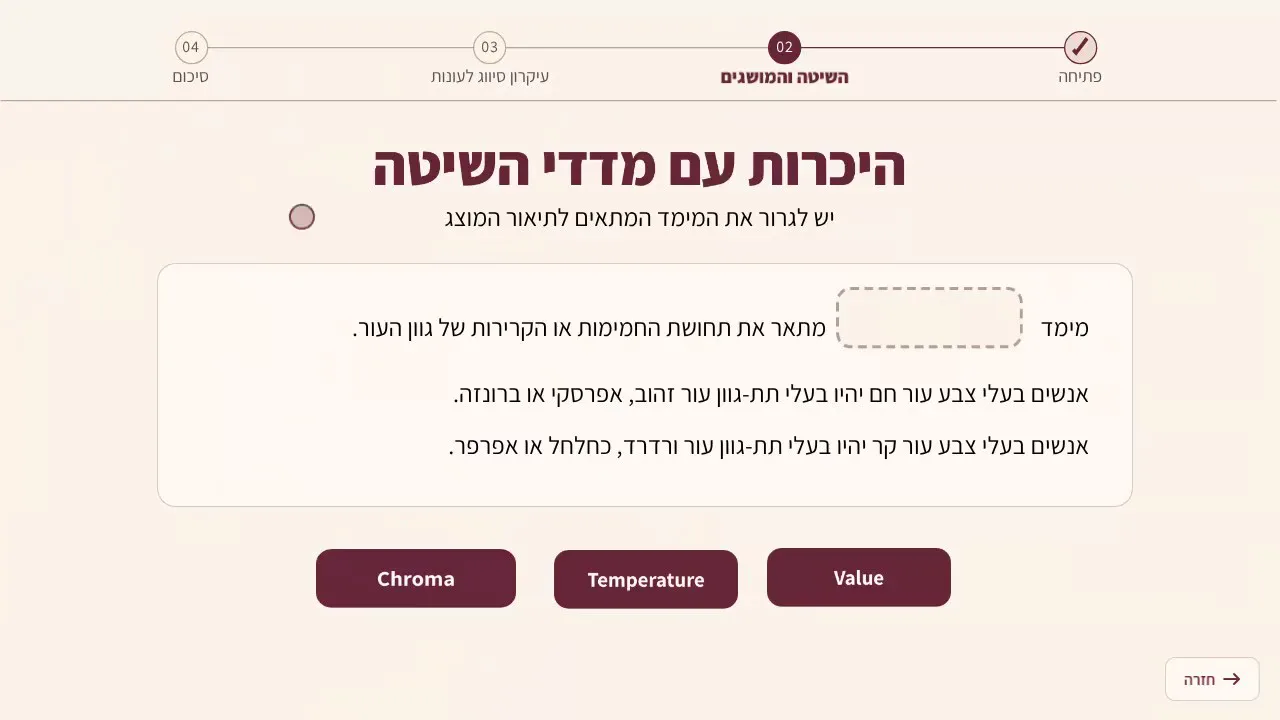 02
03
04
פתיחה
השיטה והמושגים
עיקרון סיווג לעונות
סיכום
היכרות עם מדדי השיטה
יש לגרור את המימד המתאים לתיאור המוצג
מימד מתאר את תחושת החמימות או הקרירות של גוון העור.
אנשים בעלי צבע עור חם יהיו בעלי תת-גוון עור זהוב, אפרסקי או ברונזה.
אנשים בעלי צבע עור קר יהיו בעלי תת-גוון עור ורדרד, כחלחל או אפרפר.
Value
Temperature
Chroma
חזרה